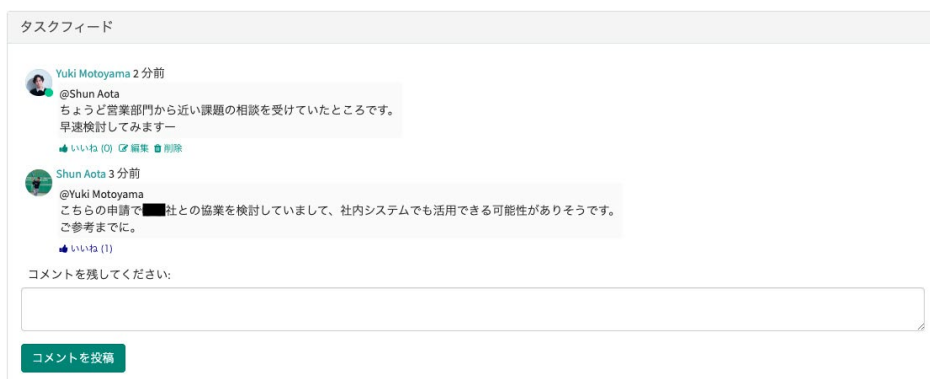 タスクフィード
Yuki Motoyama 2 分前
@Shun Aota
ちょうど営業部門から近い課題の相談を受けていたところです。
早速検討してみますー
いいね (0) 編集 削除
Shun Aota 3 分前
@Yuki Motoyama
こちらの申請で社との協業を検討していまして、社内システムでも活用できる可能性がありそうです。
ご参考までに。
いいね (1)
コメントを残してください:
コメントを投稿